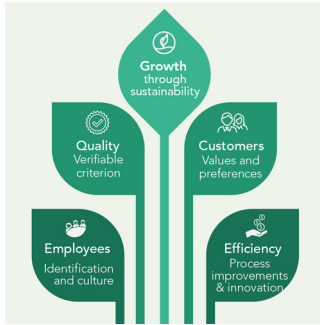 Growth
through
sustainability
Quality
Verifiable
criterion
Customers
Values and
preferences
Employees
Identification
and culture
Efficiency
Process
improvements
& innovation